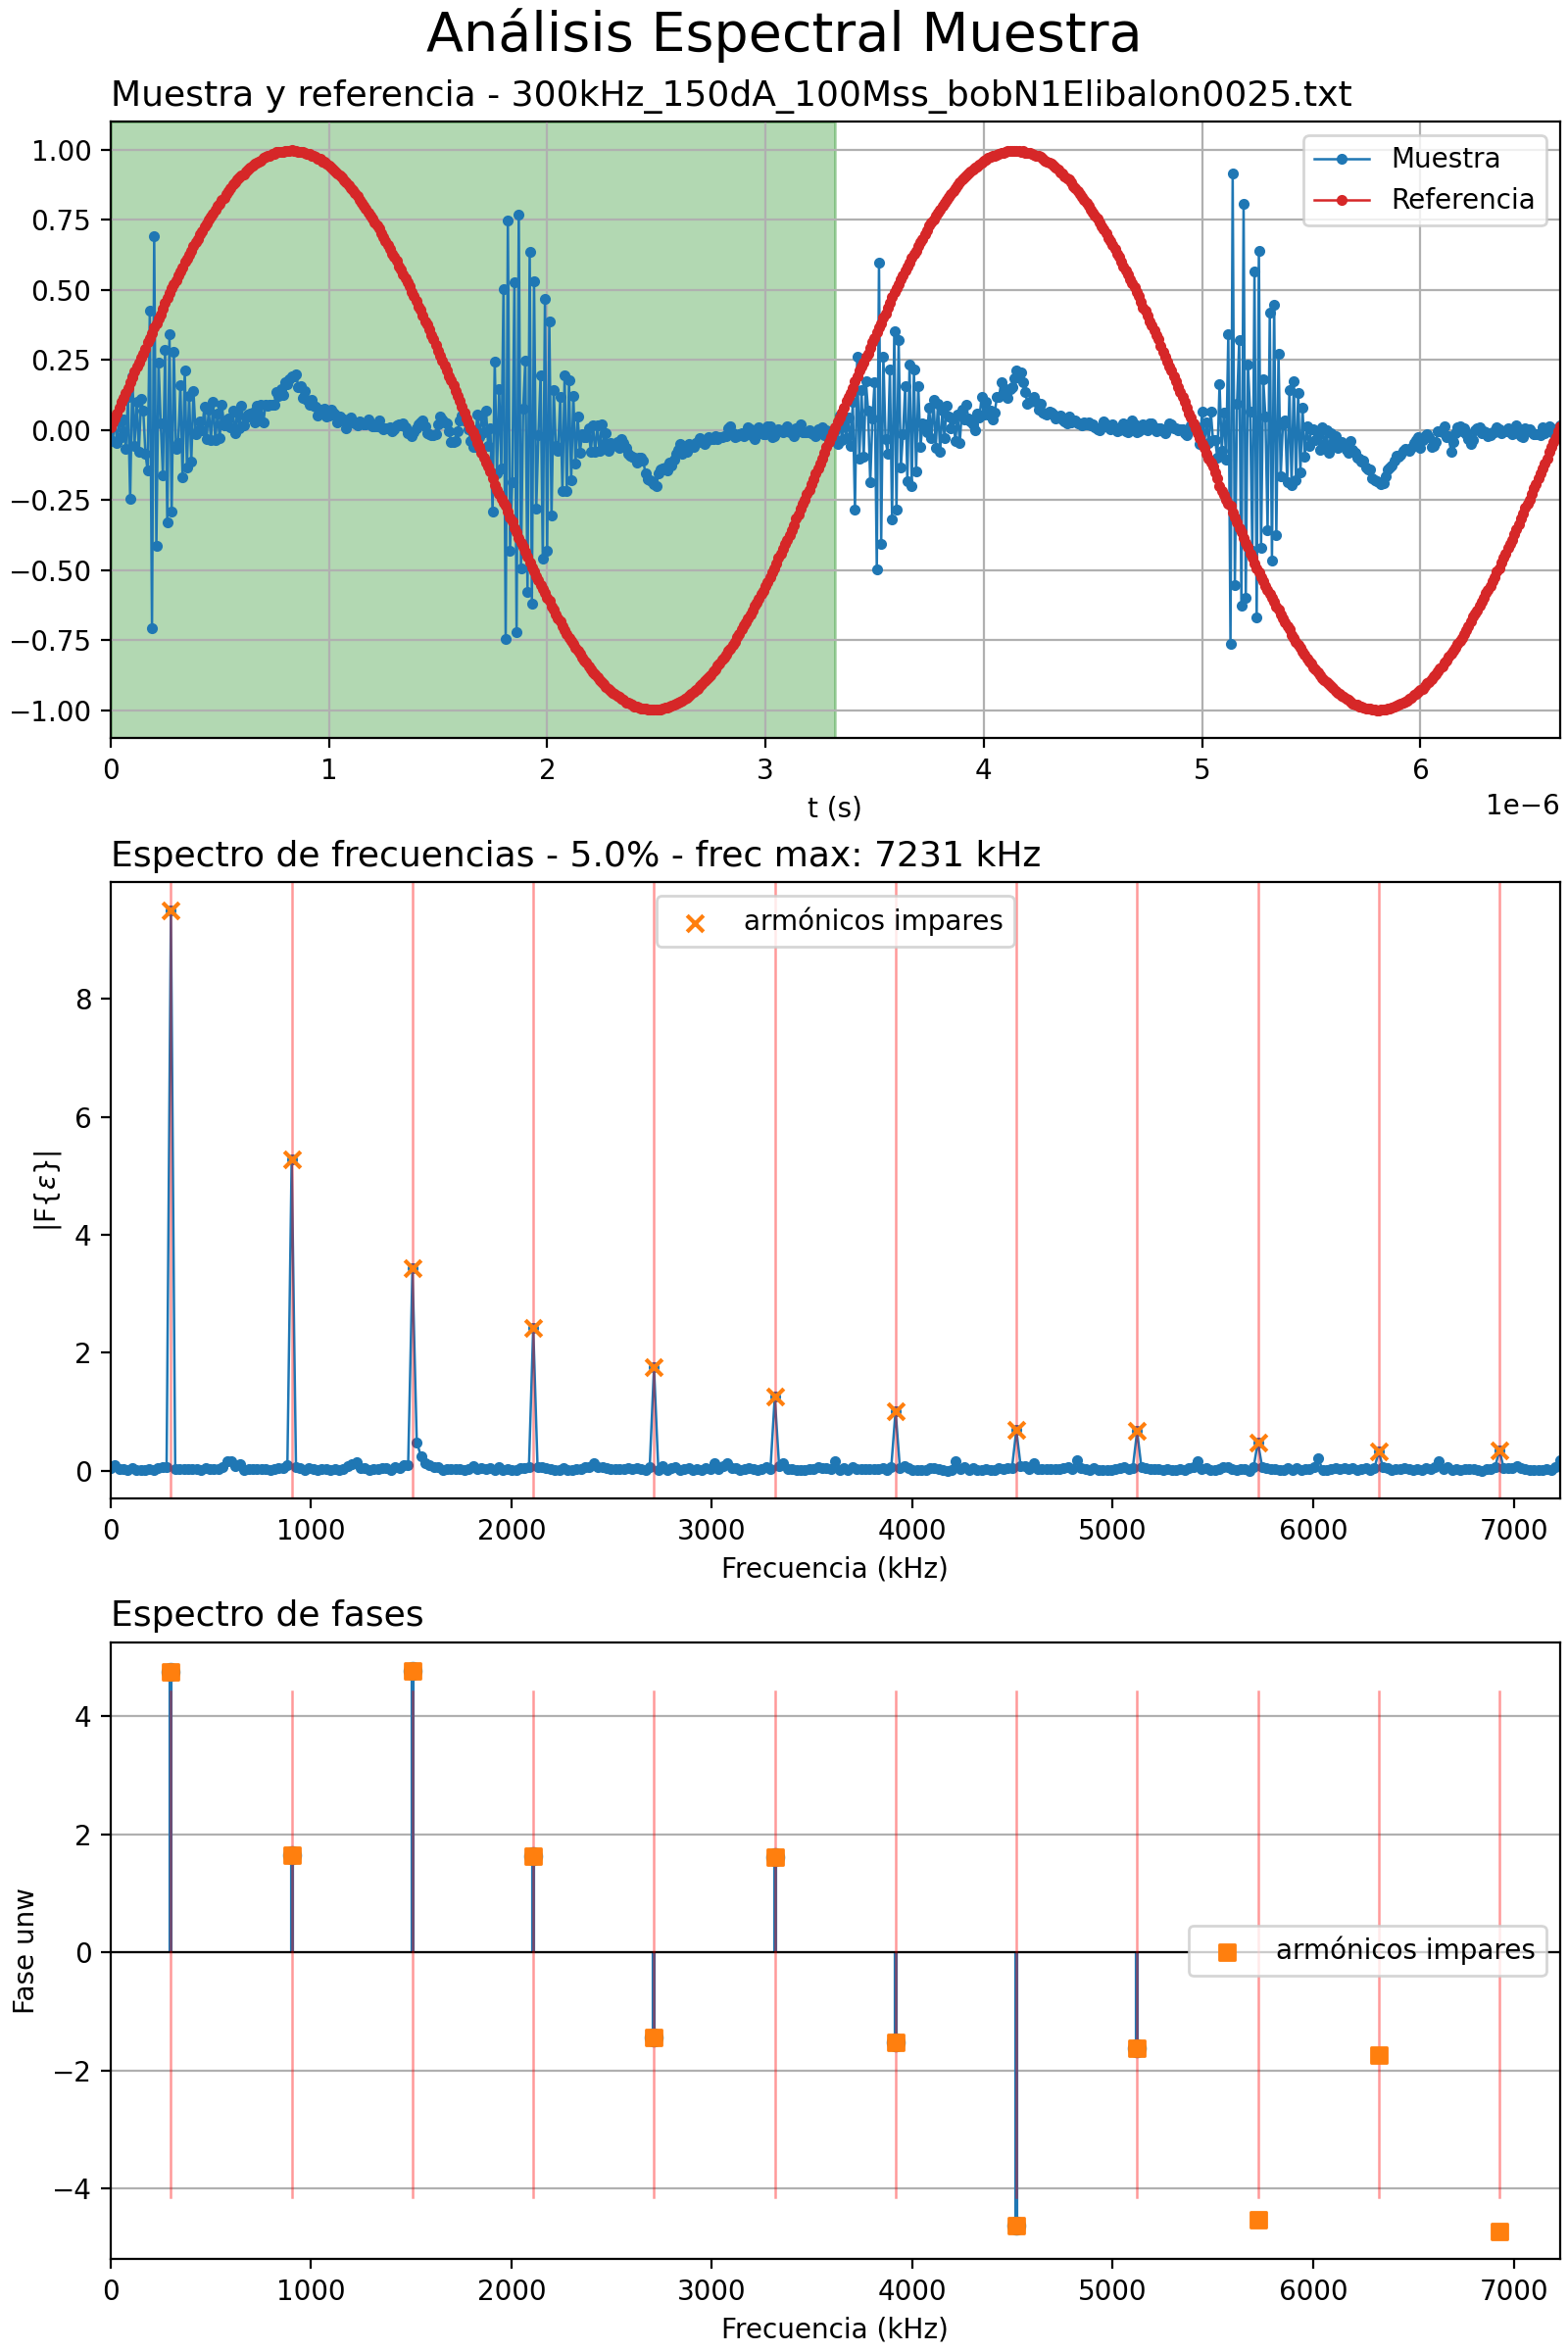 Análisis Espectral Muestra
Muestra y referencia - 300kHz_150dA_100Mss_bobN1Elibalon0025.txt
1.00
0.75
0.50
0.25
0.00
−0.25
−0.50
−0.75
−1.00
Muestra
Referencia
0 1 2 3 4 5 6
t (s)
1e−6
Espectro de frecuencias - 5.0% - frec max: 7231 kHz
armónicos impares
|F{ε}|
8
6
4
2
0
0 1000 2000 3000 4000 5000 6000 7000
Frecuencia (kHz)
Espectro de fases
Fase unw
4
2
0
−2
−4
armónicos impares
0 1000 2000 3000 4000 5000 6000 7000
Frecuencia (kHz)